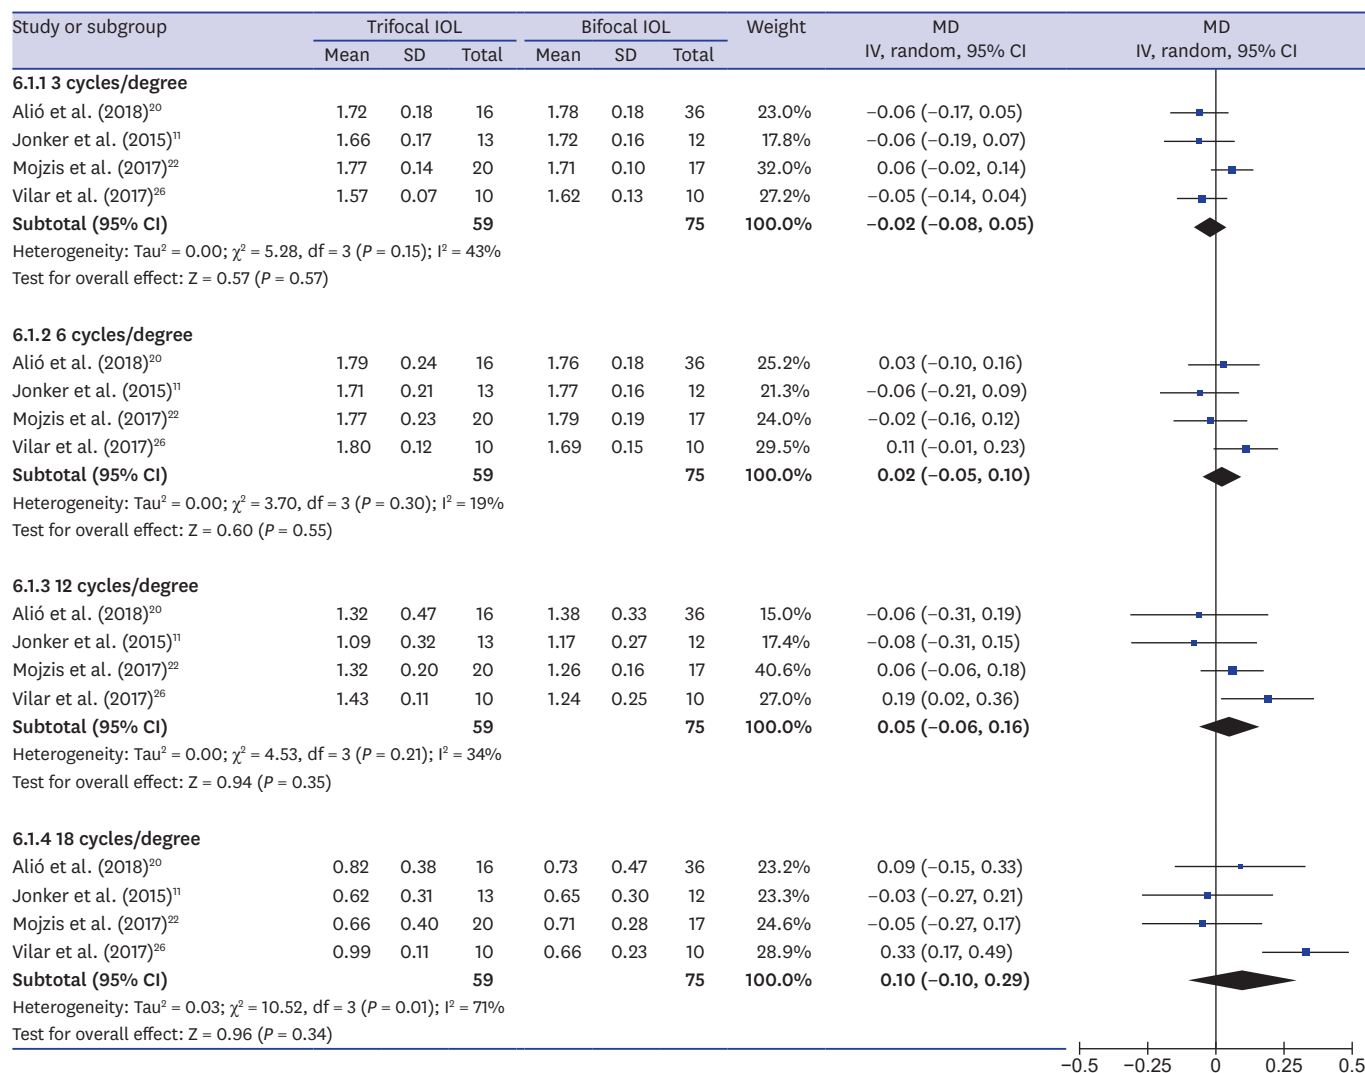 Study or subgroup Trifocal IOL Bifocal IOL Weight MD MD
Mean SD Total Mean SD Total IV, random, 95% CI IV, random, 95% CI
6.1.1 3 cycles/degree
Alió et al. (2018)²⁰ 1.72 0.18 16 1.78 0.18 36 23.0% −0.06 (−0.17, 0.05)
Jonker et al. (2015)¹¹ 1.66 0.17 13 1.72 0.16 12 17.8% −0.06 (−0.19, 0.07)
Mojzis et al. (2017)²² 1.77 0.14 20 1.71 0.10 17 32.0% 0.06 (−0.02, 0.14)
Vilar et al. (2017)²⁶ 1.57 0.07 10 1.62 0.13 10 27.2% −0.05 (−0.14, 0.04)
Subtotal (95% CI) 59 75 100.0% −0.02 (−0.08, 0.05)
Heterogeneity: Tau² = 0.00; χ² = 5.28, df = 3 (P = 0.15); I² = 43%
Test for overall effect: Z = 0.57 (P = 0.57)
6.1.2 6 cycles/degree
Alió et al. (2018)²⁰ 1.79 0.24 16 1.76 0.18 36 25.2% 0.03 (−0.10, 0.16)
Jonker et al. (2015)¹¹ 1.71 0.21 13 1.77 0.16 12 21.3% −0.06 (−0.21, 0.09)
Mojzis et al. (2017)²² 1.77 0.23 20 1.79 0.19 17 24.0% −0.02 (−0.16, 0.12)
Vilar et al. (2017)²⁶ 1.80 0.12 10 1.69 0.15 10 29.5% 0.11 (−0.01, 0.23)
Subtotal (95% CI) 59 75 100.0% 0.02 (−0.05, 0.10)
Heterogeneity: Tau² = 0.00; χ² = 3.70, df = 3 (P = 0.30); I² = 19%
Test for overall effect: Z = 0.60 (P = 0.55)
6.1.3 12 cycles/degree
Alió et al. (2018)²⁰ 1.32 0.47 16 1.38 0.33 36 15.0% −0.06 (−0.31, 0.19)
Jonker et al. (2015)¹¹ 1.09 0.32 13 1.17 0.27 12 17.4% −0.08 (−0.31, 0.15)
Mojzis et al. (2017)²² 1.32 0.20 20 1.26 0.16 17 40.6% 0.06 (−0.06, 0.18)
Vilar et al. (2017)²⁶ 1.43 0.11 10 1.24 0.25 10 27.0% 0.19 (0.02, 0.36)
Subtotal (95% CI) 59 75 100.0% 0.05 (−0.06, 0.16)
Heterogeneity: Tau² = 0.00; χ² = 4.53, df = 3 (P = 0.21); I² = 34%
Test for overall effect: Z = 0.94 (P = 0.35)
6.1.4 18 cycles/degree
Alió et al. (2018)²⁰ 0.82 0.38 16 0.73 0.47 36 23.2% 0.09 (−0.15, 0.33)
Jonker et al. (2015)¹¹ 0.62 0.31 13 0.65 0.30 12 23.3% −0.03 (−0.27, 0.21)
Mojzis et al. (2017)²² 0.66 0.40 20 0.71 0.28 17 24.6% −0.05 (−0.27, 0.17)
Vilar et al. (2017)²⁶ 0.99 0.11 10 0.66 0.23 10 28.9% 0.33 (0.17, 0.49)
Subtotal (95% CI) 59 75 100.0% 0.10 (−0.10, 0.29)
Heterogeneity: Tau² = 0.03; χ² = 10.52, df = 3 (P = 0.01); I² = 71%
Test for overall effect: Z = 0.96 (P = 0.34)
−0.5 −0.25 0 0.25 0.5